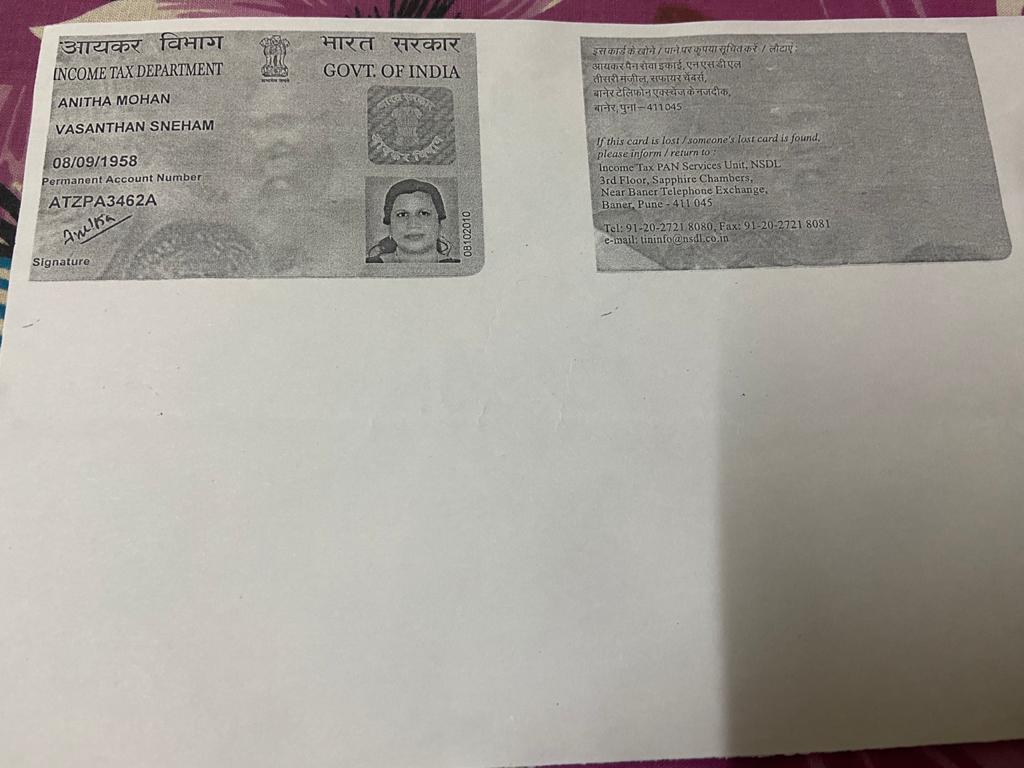 आयकर विभाग
INCOME TAX DEPARTMENT
भारत सरकार
GOVT. OF INDIA
ANITHA MOHAN
VASANTHAN SNEHAM
08/09/1958
Permanent Account Number
ATZPA3462A
Anitha
Signature
08102010
इस कार्ड के खोने / पाने पर कृपया सूचित करें / लौटाएं :
आयकर पैन सेवा इकाई, एन एस डी एल
तीसरी मंज़ील, सफायर चेंबर्स,
बानेर टेलिफोन एक्स्चेंज के नजदीक,
बानेर, पुना – 411 045
If this card is lost / someone's lost card is found,
please inform / return to :
Income Tax PAN Services Unit, NSDL
3rd Floor, Sapphire Chambers,
Near Baner Telephone Exchange,
Baner, Pune - 411 045
Tel: 91-20-2721 8080, Fax: 91-20-2721 8081
e-mail: tininfo@nsdl.co.in